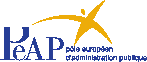 PeAP
pôle européen
d'administration publique